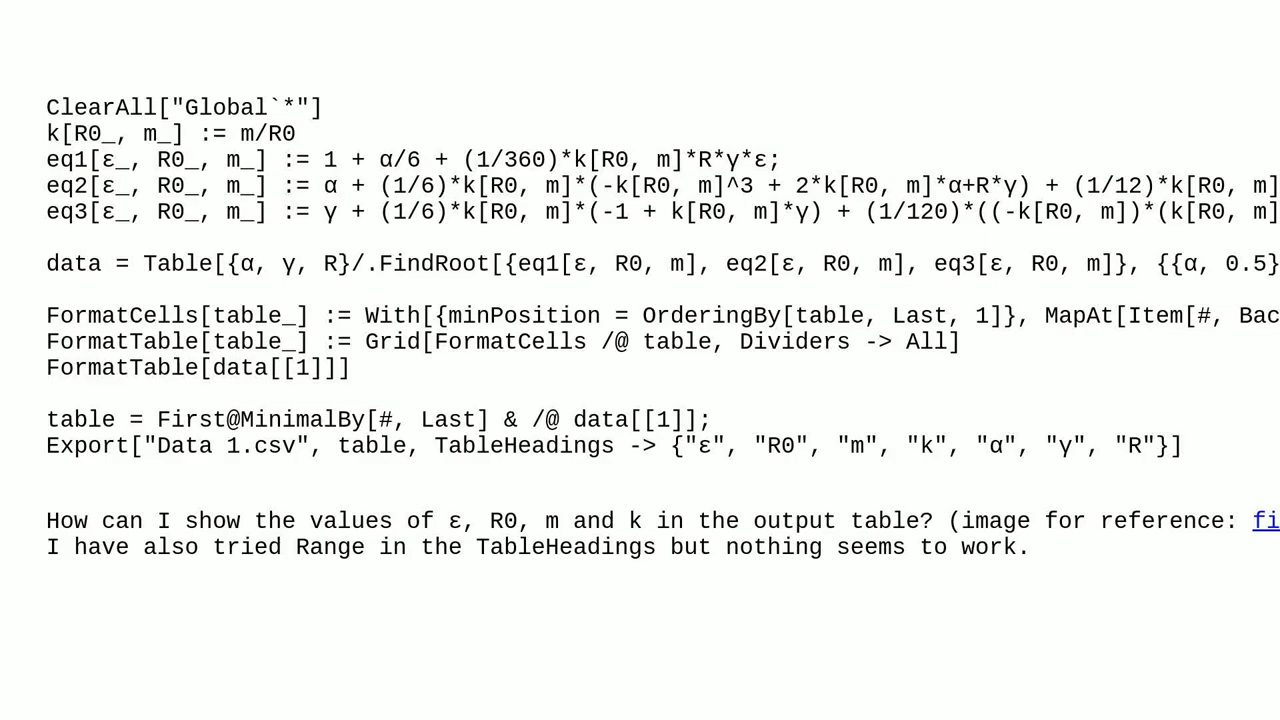 ClearAll["Global`*"]
k[R0_, m_] := m/R0
eq1[ε_, R0_, m_] := 1 + α/6 + (1/360)*k[R0, m]*R*γ*ε;
eq2[ε_, R0_, m_] := α + (1/6)*k[R0, m]*(-k[R0, m]^3 + 2*k[R0, m]*α+R*γ) + (1/12)*k[R0, m]
eq3[ε_, R0_, m_] := γ + (1/6)*k[R0, m]*(-1 + k[R0, m]*γ) + (1/120)*((-k[R0, m])*(k[R0, m]
data = Table[{α, γ, R}/.FindRoot[{eq1[ε, R0, m], eq2[ε, R0, m], eq3[ε, R0, m]}, {{α, 0.5}
FormatCells[table_] := With[{minPosition = OrderingBy[table, Last, 1]}, MapAt[Item[#, Bac
FormatTable[table_] := Grid[FormatCells /@ table, Dividers -> All]
FormatTable[data[[1]]]
table = First@MinimalBy[#, Last] & /@ data[[1]];
Export["Data 1.csv", table, TableHeadings -> {"ε", "R0", "m", "k", "α", "γ", "R"}]
How can I show the values of ε, R0, m and k in the output table? (image for reference: fi
I have also tried Range in the TableHeadings but nothing seems to work.